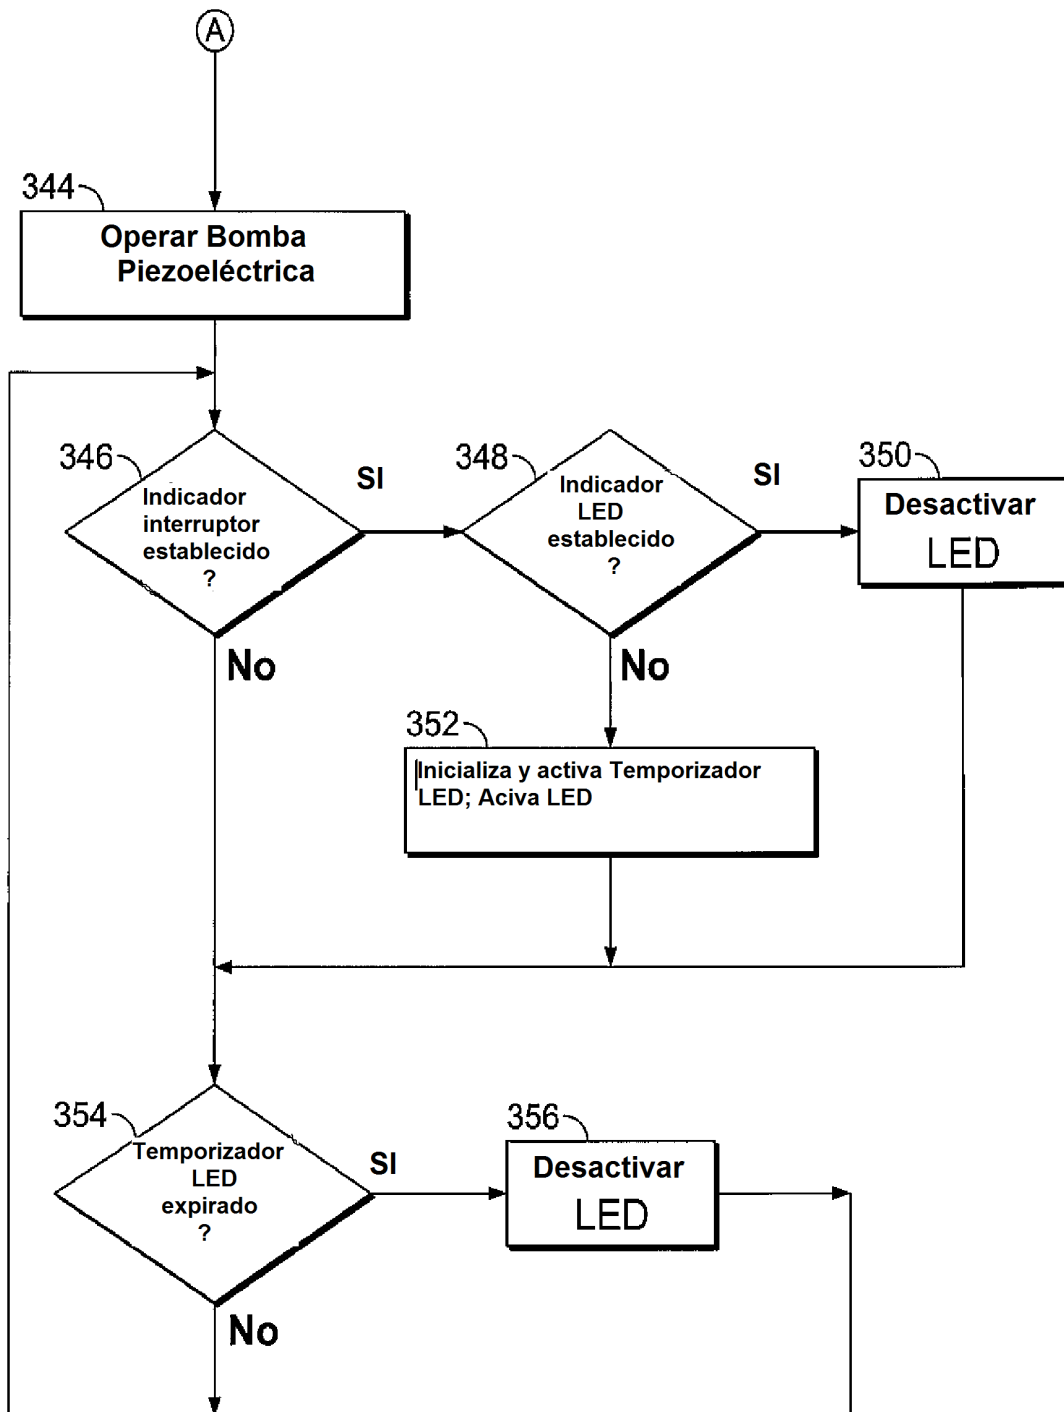 A
344
Operar Bomba
Piezoeléctrica
346
Indicador
interruptor
establecido
?
SI
No
348
Indicador
LED
establecido
?
SI
No
350
Desactivar
LED
352
Inicializa y activa Temporizador
LED; Aciva LED
354
Temporizador
LED
expirado
?
SI
No
356
Desactivar
LED